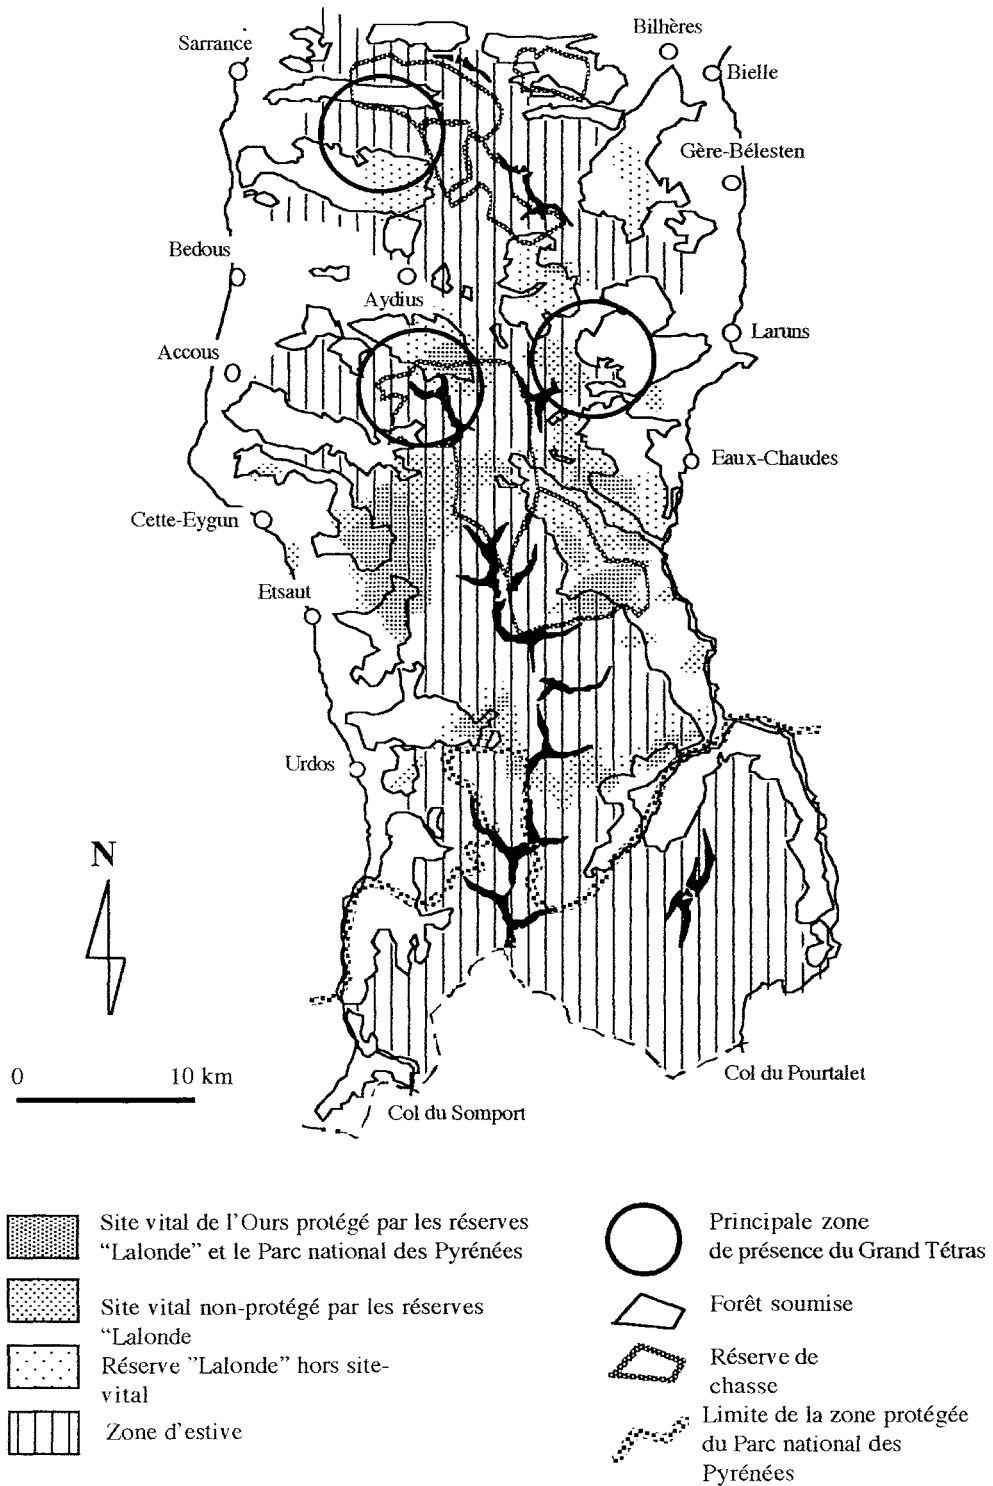 Bilhères
Sarrance
Bielle
Gère-Bélesten
Bedous
Aydius
Laruns
Accous
Eaux-Chaudes
Cette-Eygun
Etsaut
Urdos
N
0 10 km
Col du Pourtalet
Col du Somport
Site vital de l'Ours protégé par les réserves
“Lalonde” et le Parc national des Pyrénées
Site vital non-protégé par les réserves
“Lalonde
Réserve ”Lalonde” hors site-
vital
Zone d'estive
Principale zone
de présence du Grand Tétras
Forêt soumise
Réserve de
chasse
Limite de la zone protégée
du Parc national des
Pyrénées